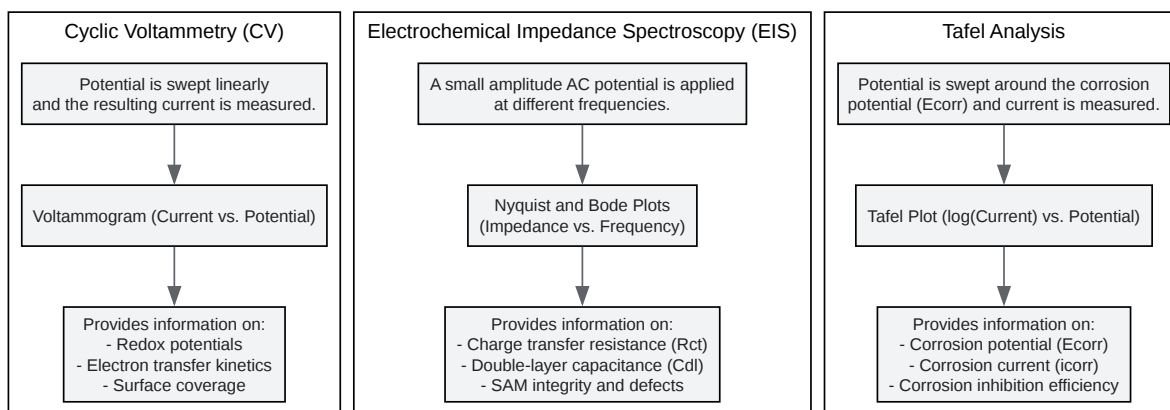 Cyclic Voltammetry (CV)
Potential is swept linearly
and the resulting current is measured.
Voltammogram (Current vs. Potential)
Provides information on:
- Redox potentials
- Electron transfer kinetics
- Surface coverage
Electrochemical Impedance Spectroscopy (EIS)
A small amplitude AC potential is applied
at different frequencies.
Nyquist and Bode Plots
(Impedance vs. Frequency)
Provides information on:
- Charge transfer resistance (Rct)
- Double-layer capacitance (Cdl)
- SAM integrity and defects
Tafel Analysis
Potential is swept around the corrosion
potential (Ecorr) and current is measured.
Tafel Plot (log(Current) vs. Potential)
Provides information on:
- Corrosion potential (Ecorr)
- Corrosion current (icorr)
- Corrosion inhibition efficiency